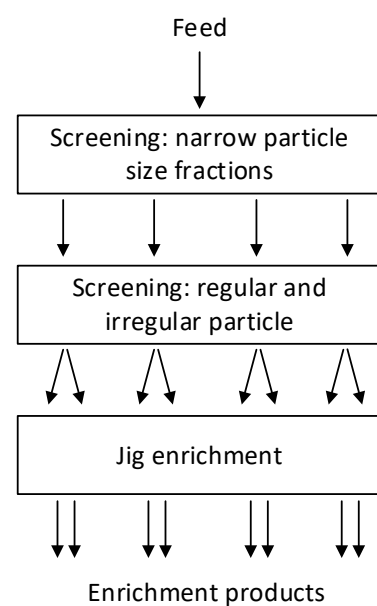 Feed
Screening: narrow particle
size fractions
Screening: regular and
irregular particle
Jig enrichment
Enrichment products